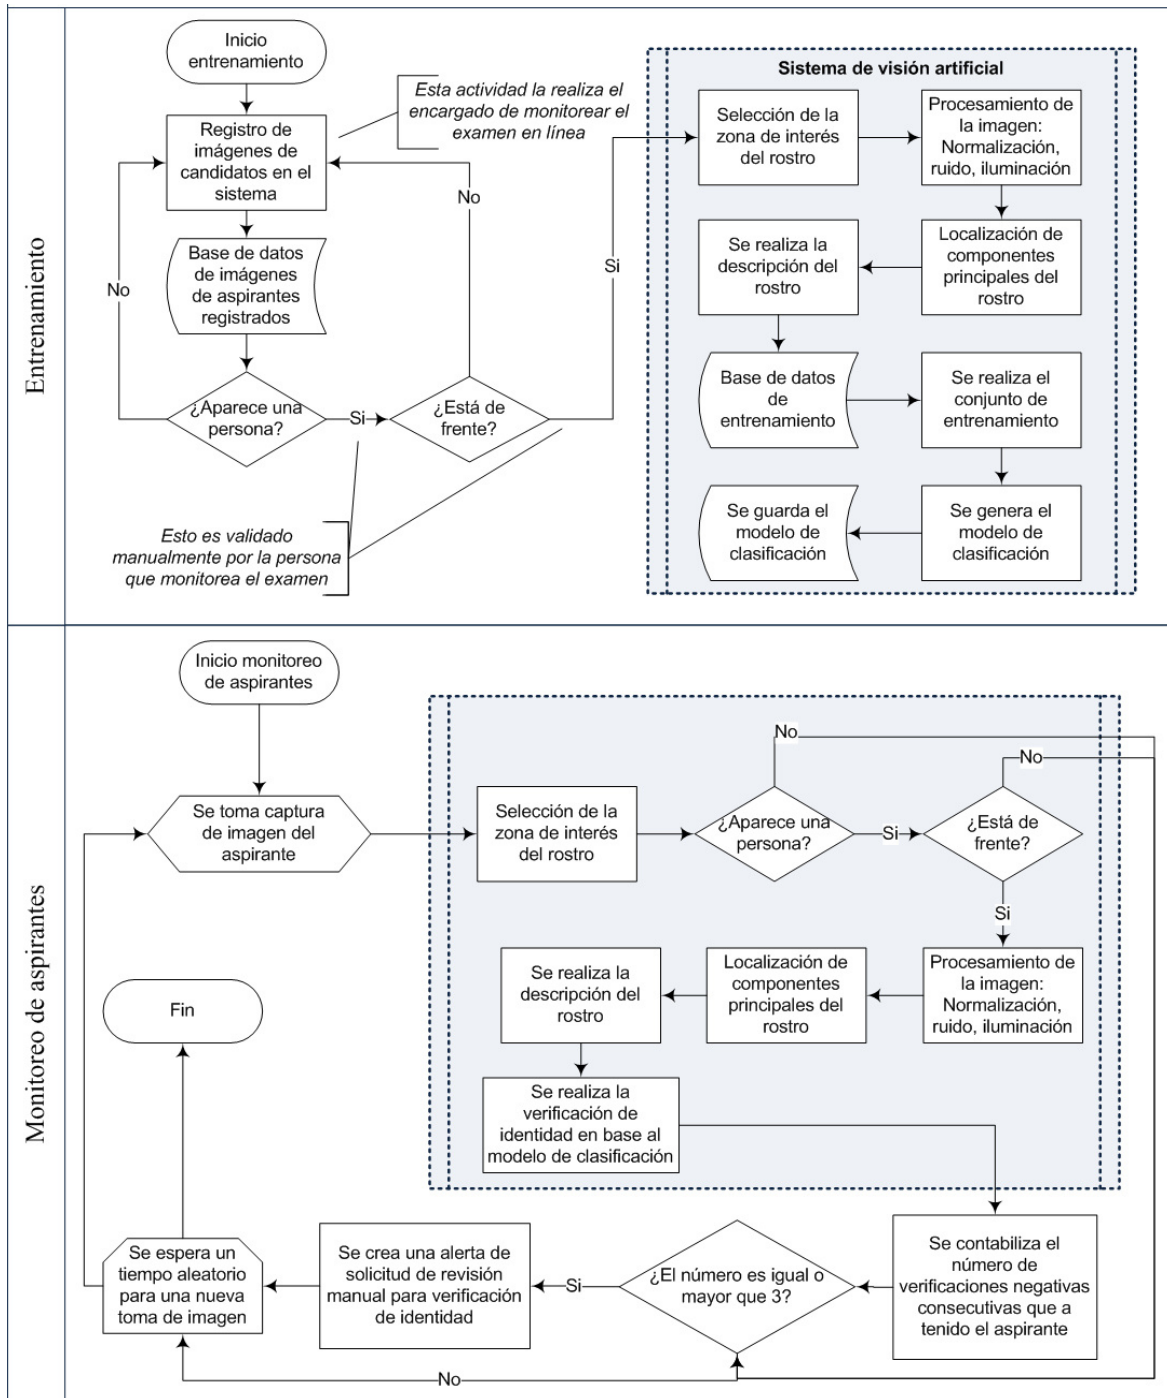 Entrenamiento
Inicio
entrenamiento
Esta actividad la realiza el
encargado de monitorear el
examen en línea
Registro de
imágenes de
candidatos en el
sistema
No
No
Base de datos
de imágenes
de aspirantes
registrados
¿Aparece una
persona?
Si
¿Está de
frente?
Si
Esto es validado
manualmente por la persona
que monitorea el examen
Sistema de visión artificial
Selección de la
zona de interés
del rostro
Procesamiento de
la imagen:
Normalización,
ruido, iluminación
Localización de
componentes
principales del
rostro
Se realiza la
descripción del
rostro
Base de datos
de
entrenamiento
Se realiza el
conjunto de
entrenamiento
Se genera el
modelo de
clasificación
Se guarda el
modelo de
clasificación
Monitoreo de aspirantes
Inicio monitoreo
de aspirantes
Se toma captura
de imagen del
aspirante
Selección de la
zona de interés
del rostro
¿Aparece una
persona?
No
Si
¿Está de
frente?
No
Si
Procesamiento de
la imagen:
Normalización,
ruido, iluminación
Localización de
componentes
principales del
rostro
Se realiza la
descripción del
rostro
Se realiza la
verificación de
identidad en base al
modelo de clasificación
Se contabiliza el
número de
verificaciones negativas
consecutivas que a
tenido el aspirante
¿El número es igual o
mayor que 3?
Si
No
Se crea una alerta de
solicitud de revisión
manual para verificación
de identidad
Se espera un
tiempo aleatorio
para una nueva
toma de imagen
Fin